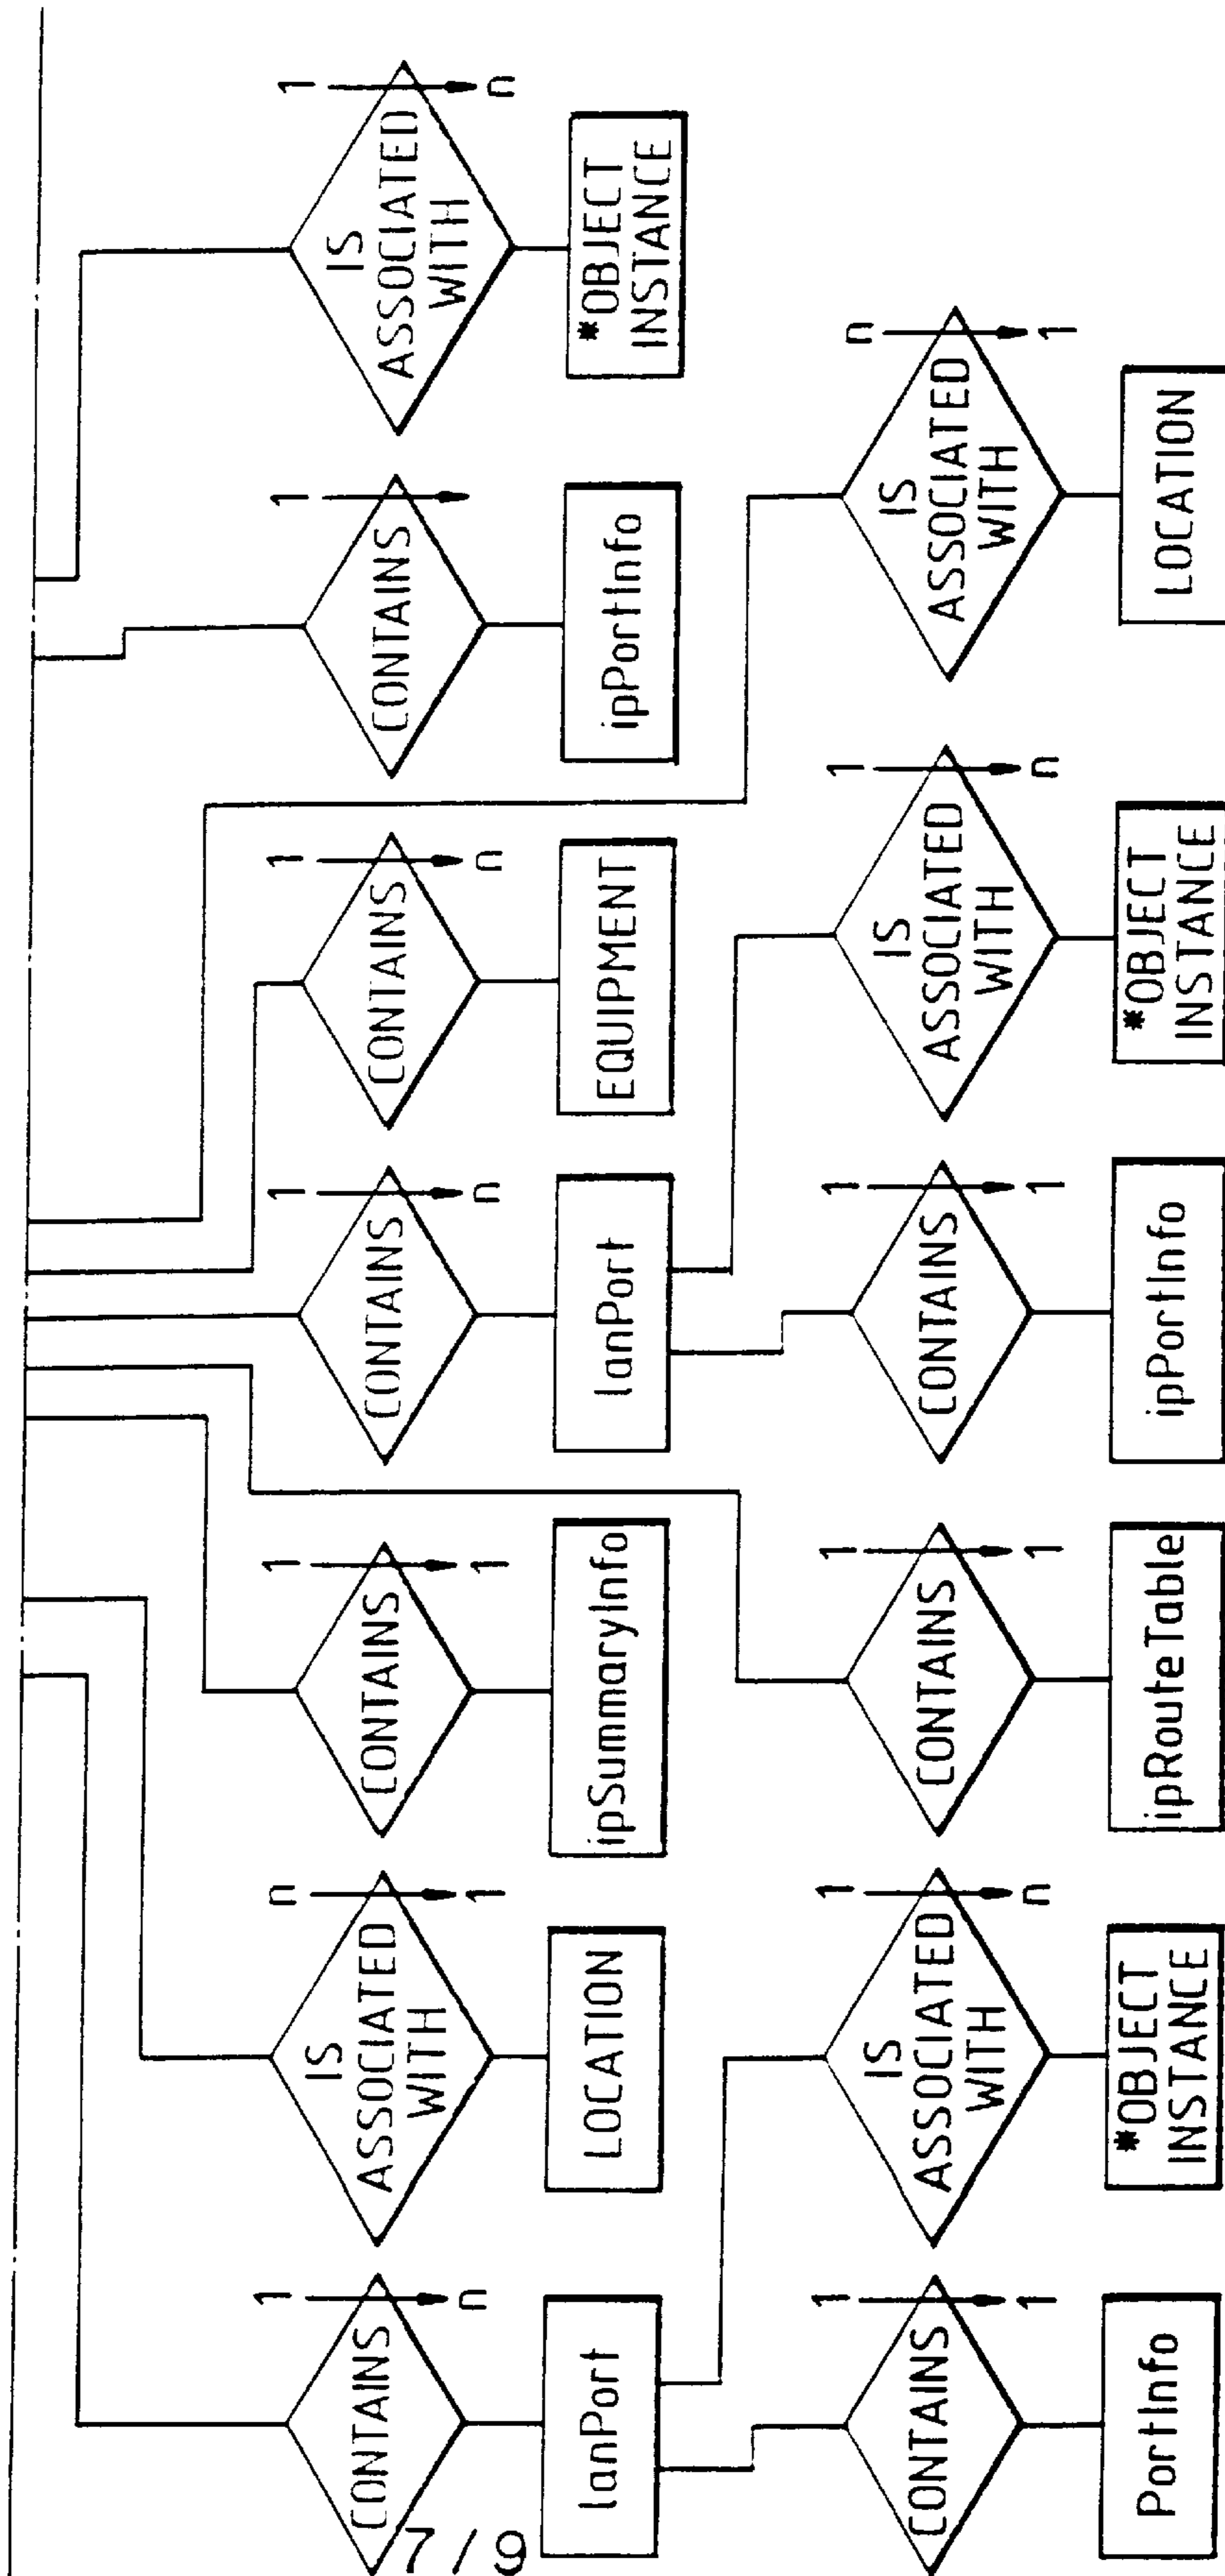 CONTAINS
1
n
lanPort
IS
ASSOCIATED
WITH
n
1
LOCATION
CONTAINS
1
1
ipSummaryInfo
CONTAINS
1
n
lanPort
CONTAINS
1
n
EQUIPMENT
CONTAINS
1
ipPortInfo
IS
ASSOCIATED
WITH
1
n
*OBJECT
INSTANCE
CONTAINS
1
1
PortInfo
IS
ASSOCIATED
WITH
1
n
*OBJECT
INSTANCE
CONTAINS
1
1
ipRouteTable
CONTAINS
1
1
ipPortInfo
IS
ASSOCIATED
WITH
1
n
*OBJECT
INSTANCE
IS
ASSOCIATED
WITH
n
1
LOCATION
7/9